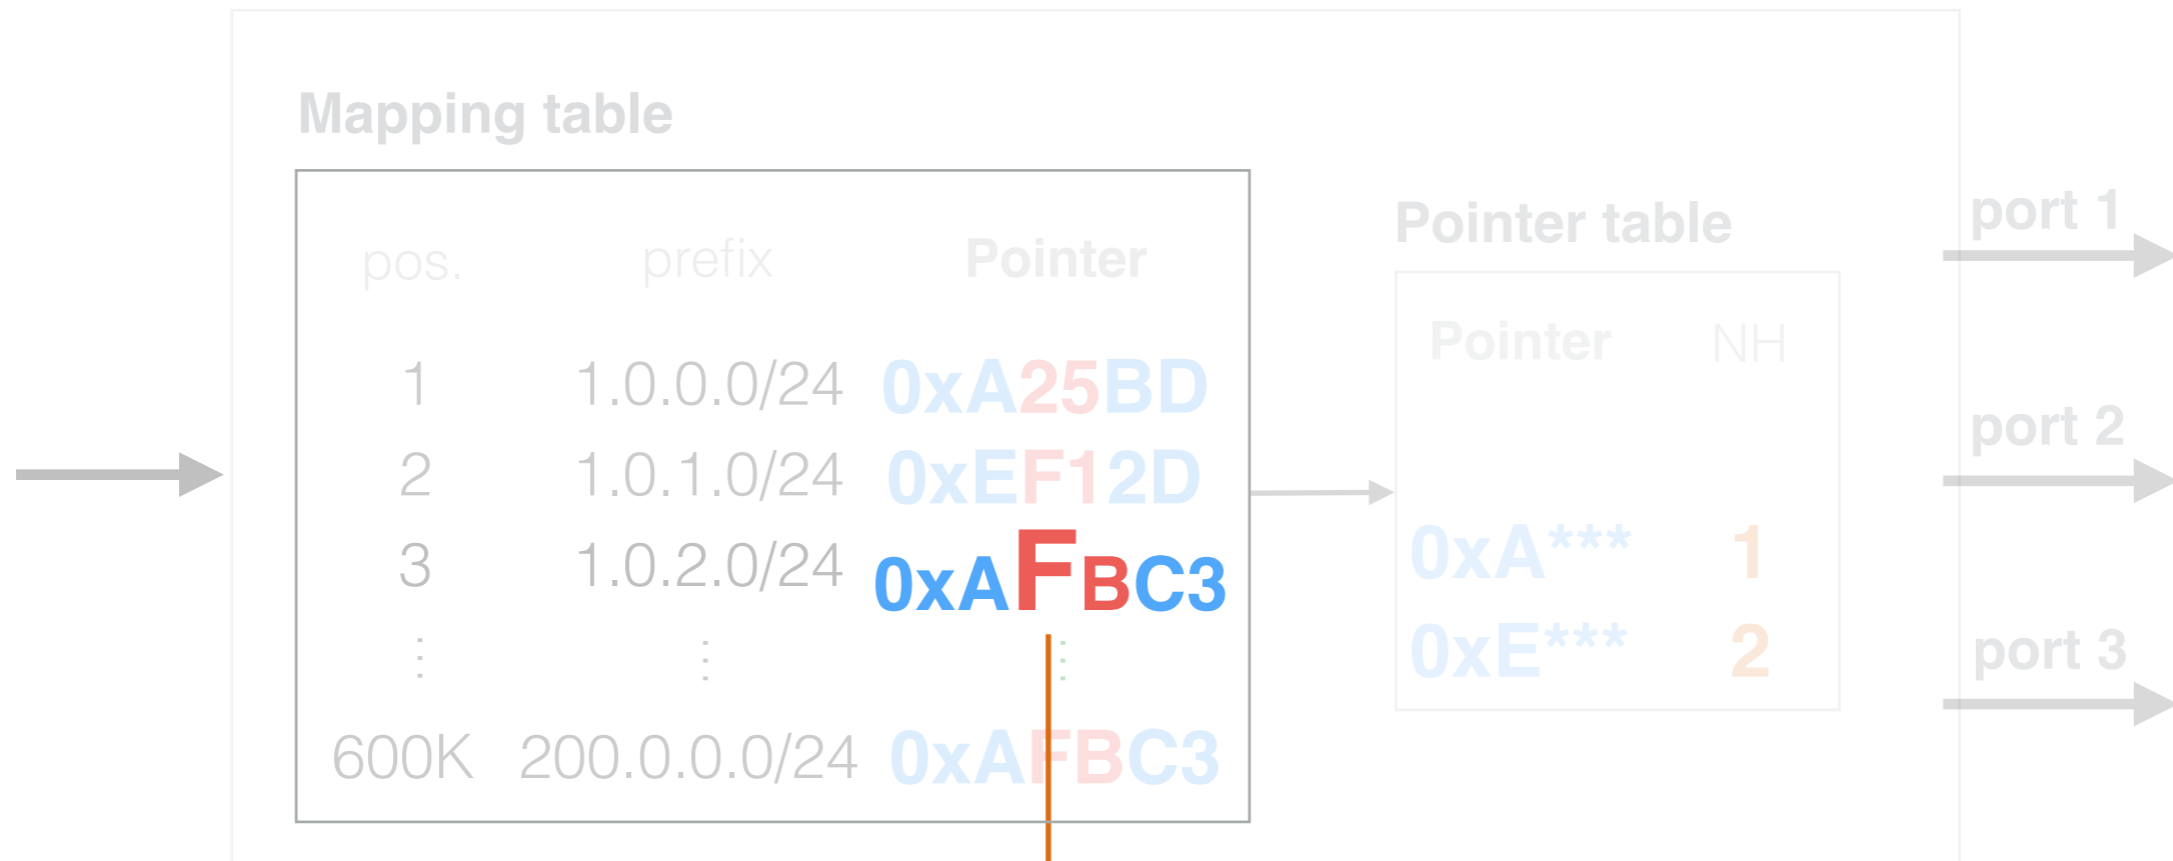 Mapping table
pos. prefix Pointer
1 1.0.0.0/24 0xA25BD
2 1.0.1.0/24 0xEF12D
3 1.0.2.0/24 0xAFBC3
⋮ ⋮ ⋮
600K 200.0.0.0/24 0xAFBC3
Pointer table
Pointer NH
0xA*** 1
0xE*** 2
port 1
port 2
port 3